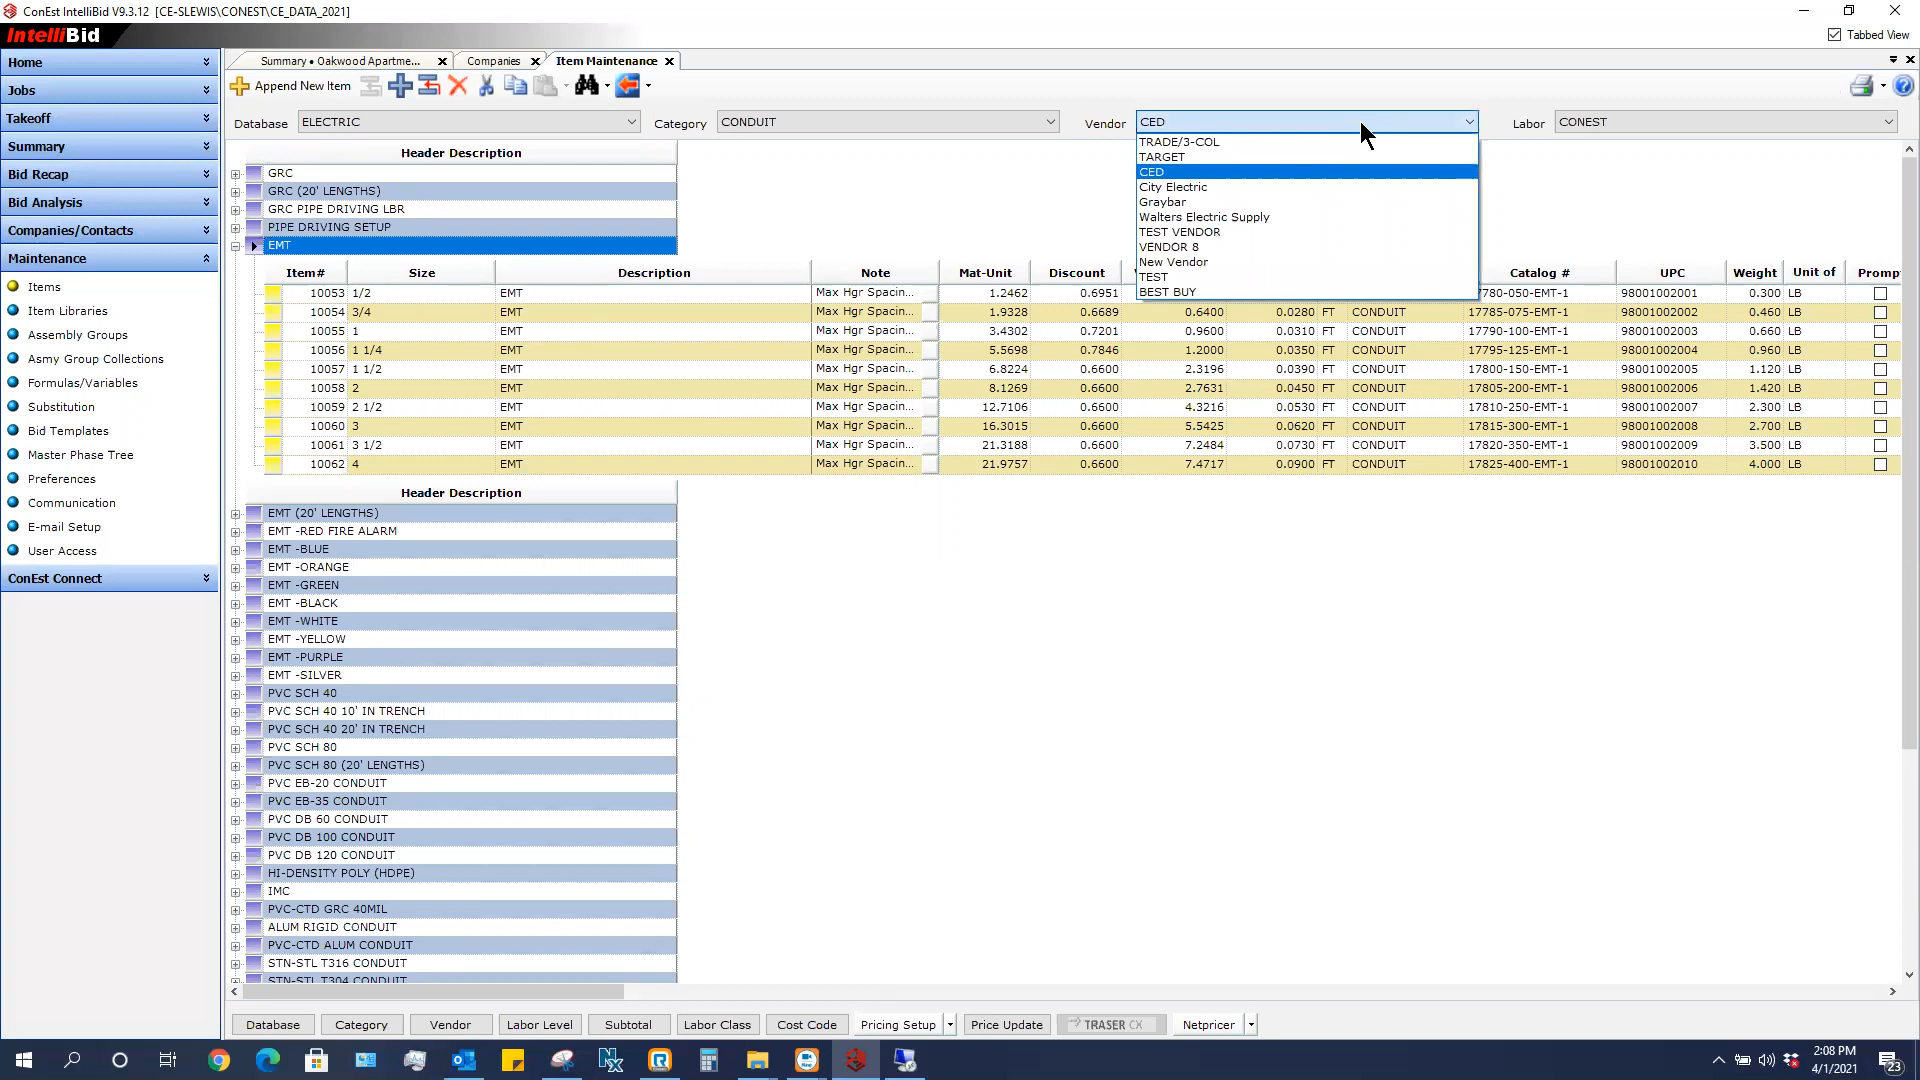 ConEst IntelliBid V9.3.12 [CE-SLEWIS\CONEST\CE_DATA_2021]
IntelliBid
Tabbed View
Home
Jobs
Takeoff
Summary
Bid Recap
Bid Analysis
Companies/Contacts
Maintenance
Items
Item Libraries
Assembly Groups
Asmy Group Collections
Formulas/Variables
Substitution
Bid Templates
Master Phase Tree
Preferences
Communication
E-mail Setup
User Access
ConEst Connect
Summary • Oakwood Apartme... Companies Item Maintenance
Append New Item
Database ELECTRIC Category CONDUIT Vendor CED Labor CONEST
TRADE/3-COL
TARGET
CED
City Electric
Graybar
Walters Electric Supply
TEST VENDOR
VENDOR 8
New Vendor
TEST
BEST BUY
Header Description
GRC
GRC (20' LENGTHS)
GRC PIPE DRIVING LBR
PIPE DRIVING SETUP
EMT
Item# Size Description Note Mat-Unit Discount Catalog # UPC Weight Unit of Promp
10053 1/2 EMT Max Hgr Spacin... 1.2462 0.6951 17780-050-EMT-1 98001002001 0.300 LB
10054 3/4 EMT Max Hgr Spacin... 1.9328 0.6689 0.6400 0.0280 FT CONDUIT 17785-075-EMT-1 98001002002 0.460 LB
10055 1 EMT Max Hgr Spacin... 3.4302 0.7201 0.9600 0.0310 FT CONDUIT 17790-100-EMT-1 98001002003 0.660 LB
10056 1 1/4 EMT Max Hgr Spacin... 5.5698 0.7846 1.2000 0.0350 FT CONDUIT 17795-125-EMT-1 98001002004 0.960 LB
10057 1 1/2 EMT Max Hgr Spacin... 6.8224 0.6600 2.3196 0.0390 FT CONDUIT 17800-150-EMT-1 98001002005 1.120 LB
10058 2 EMT Max Hgr Spacin... 8.1269 0.6600 2.7631 0.0450 FT CONDUIT 17805-200-EMT-1 98001002006 1.420 LB
10059 2 1/2 EMT Max Hgr Spacin... 12.7106 0.6600 4.3216 0.0530 FT CONDUIT 17810-250-EMT-1 98001002007 2.300 LB
10060 3 EMT Max Hgr Spacin... 16.3015 0.6600 5.5425 0.0620 FT CONDUIT 17815-300-EMT-1 98001002008 2.700 LB
10061 3 1/2 EMT Max Hgr Spacin... 21.3188 0.6600 7.2484 0.0730 FT CONDUIT 17820-350-EMT-1 98001002009 3.500 LB
10062 4 EMT Max Hgr Spacin... 21.9757 0.6600 7.4717 0.0900 FT CONDUIT 17825-400-EMT-1 98001002010 4.000 LB
Header Description
EMT (20' LENGTHS)
EMT -RED FIRE ALARM
EMT -BLUE
EMT -ORANGE
EMT -GREEN
EMT -BLACK
EMT -WHITE
EMT -YELLOW
EMT -PURPLE
EMT -SILVER
PVC SCH 40
PVC SCH 40 10' IN TRENCH
PVC SCH 40 20' IN TRENCH
PVC SCH 80
PVC SCH 80 (20' LENGTHS)
PVC EB-20 CONDUIT
PVC EB-35 CONDUIT
PVC DB 60 CONDUIT
PVC DB 100 CONDUIT
PVC DB 120 CONDUIT
HI-DENSITY POLY (HDPE)
IMC
PVC-CTD GRC 40MIL
ALUM RIGID CONDUIT
PVC-CTD ALUM CONDUIT
STN-STL T316 CONDUIT
STN-STL T304 CONDUIT
Database Category Vendor Labor Level Subtotal Labor Class Cost Code Pricing Setup Price Update TRASER CX Netpricer
2:08 PM
4/1/2021
23